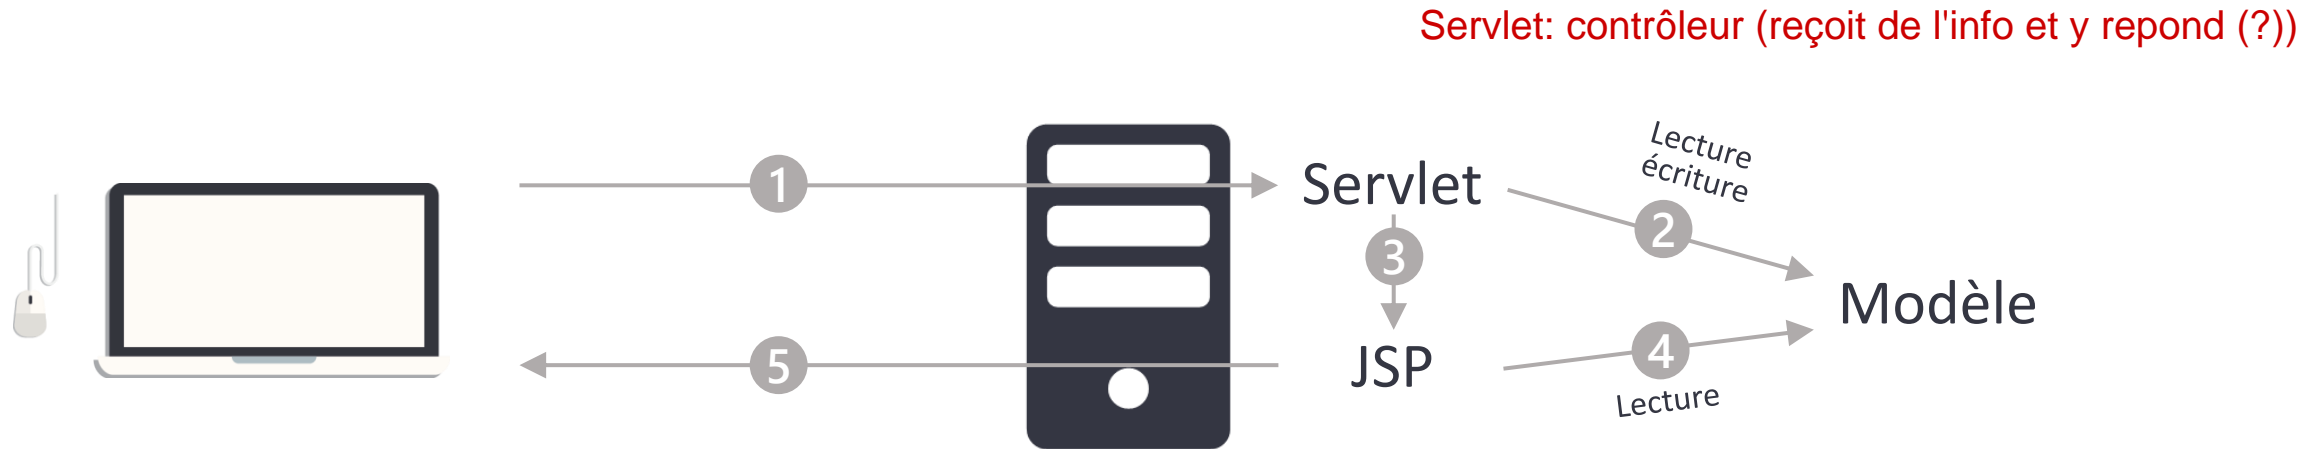 Servlet: contrôleur (reçoit de l'info et y repond (?))
Lecture
écriture
1
Servlet
2
3
Modèle
5
JSP
4
Lecture